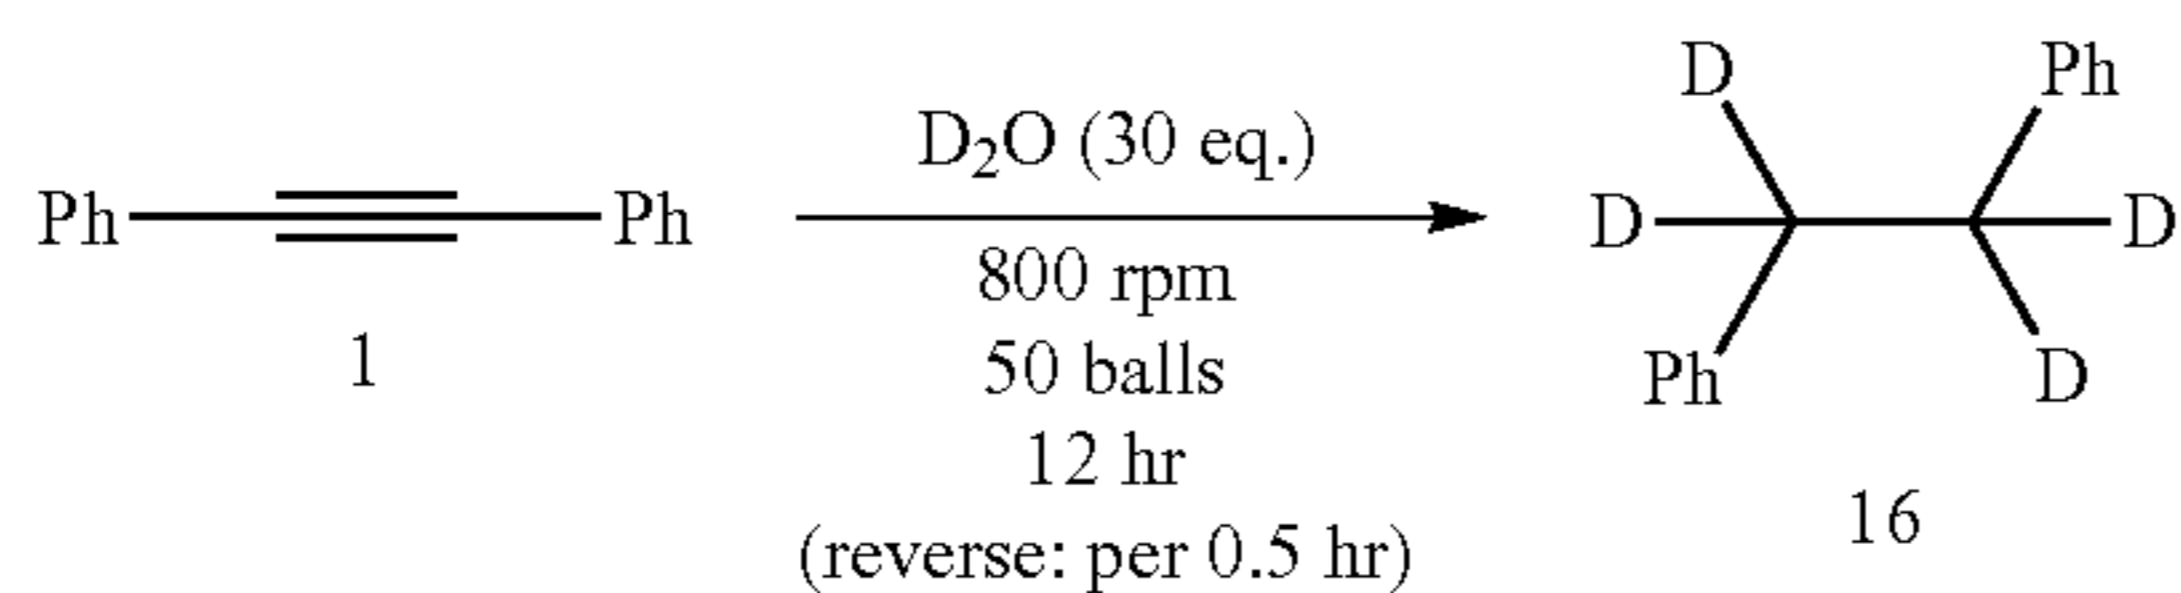 Ph Ph
1
D₂O (30 eq.)
800 rpm
50 balls
12 hr
(reverse: per 0.5 hr)
D Ph
D D
Ph D
16